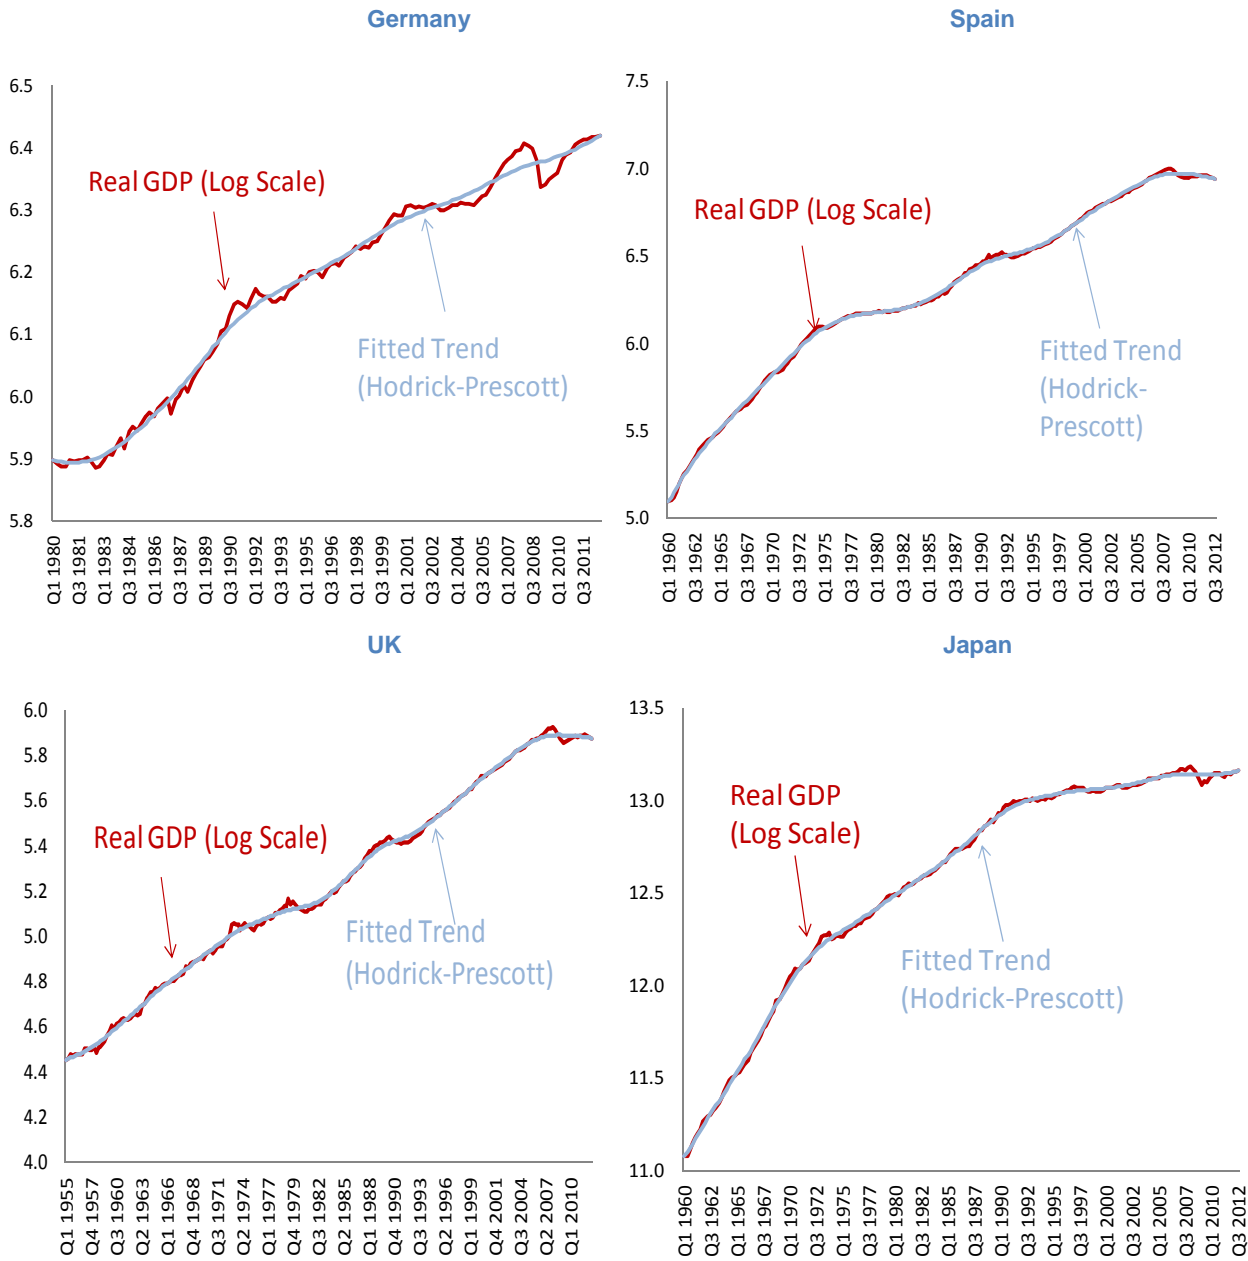 Germany
6.5
6.4
6.3
6.2
6.1
6.0
5.9
5.8
Real GDP (Log Scale)
Fitted Trend
(Hodrick-Prescott)
Q1 1980
Q3 1981
Q1 1983
Q3 1984
Q1 1986
Q3 1987
Q1 1989
Q3 1990
Q1 1992
Q3 1993
Q1 1995
Q3 1996
Q1 1998
Q3 1999
Q1 2001
Q3 2002
Q1 2004
Q3 2005
Q1 2007
Q3 2008
Q1 2010
Q3 2011
Spain
7.5
7.0
6.5
6.0
5.5
5.0
Real GDP (Log Scale)
Fitted Trend
(Hodrick-
Prescott)
Q1 1960
Q3 1962
Q1 1965
Q3 1967
Q1 1970
Q3 1972
Q1 1975
Q3 1977
Q1 1980
Q3 1982
Q1 1985
Q3 1987
Q1 1990
Q3 1992
Q1 1995
Q3 1997
Q1 2000
Q3 2002
Q1 2005
Q3 2007
Q1 2010
Q3 2012
UK
6.0
5.8
5.6
5.4
5.2
5.0
4.8
4.6
4.4
4.2
4.0
Real GDP (Log Scale)
Fitted Trend
(Hodrick-Prescott)
Q1 1955
Q4 1957
Q3 1960
Q2 1963
Q1 1966
Q4 1968
Q3 1971
Q2 1974
Q1 1977
Q4 1979
Q3 1982
Q2 1985
Q1 1988
Q4 1990
Q3 1993
Q2 1996
Q1 1999
Q4 2001
Q3 2004
Q2 2007
Q1 2010
Japan
13.5
13.0
12.5
12.0
11.5
11.0
Real GDP
(Log Scale)
Fitted Trend
(Hodrick-Prescott)
Q1 1960
Q3 1962
Q1 1965
Q3 1967
Q1 1970
Q3 1972
Q1 1975
Q3 1977
Q1 1980
Q3 1982
Q1 1985
Q3 1987
Q1 1990
Q3 1992
Q1 1995
Q3 1997
Q1 2000
Q3 2002
Q1 2005
Q3 2007
Q1 2010
Q3 2012